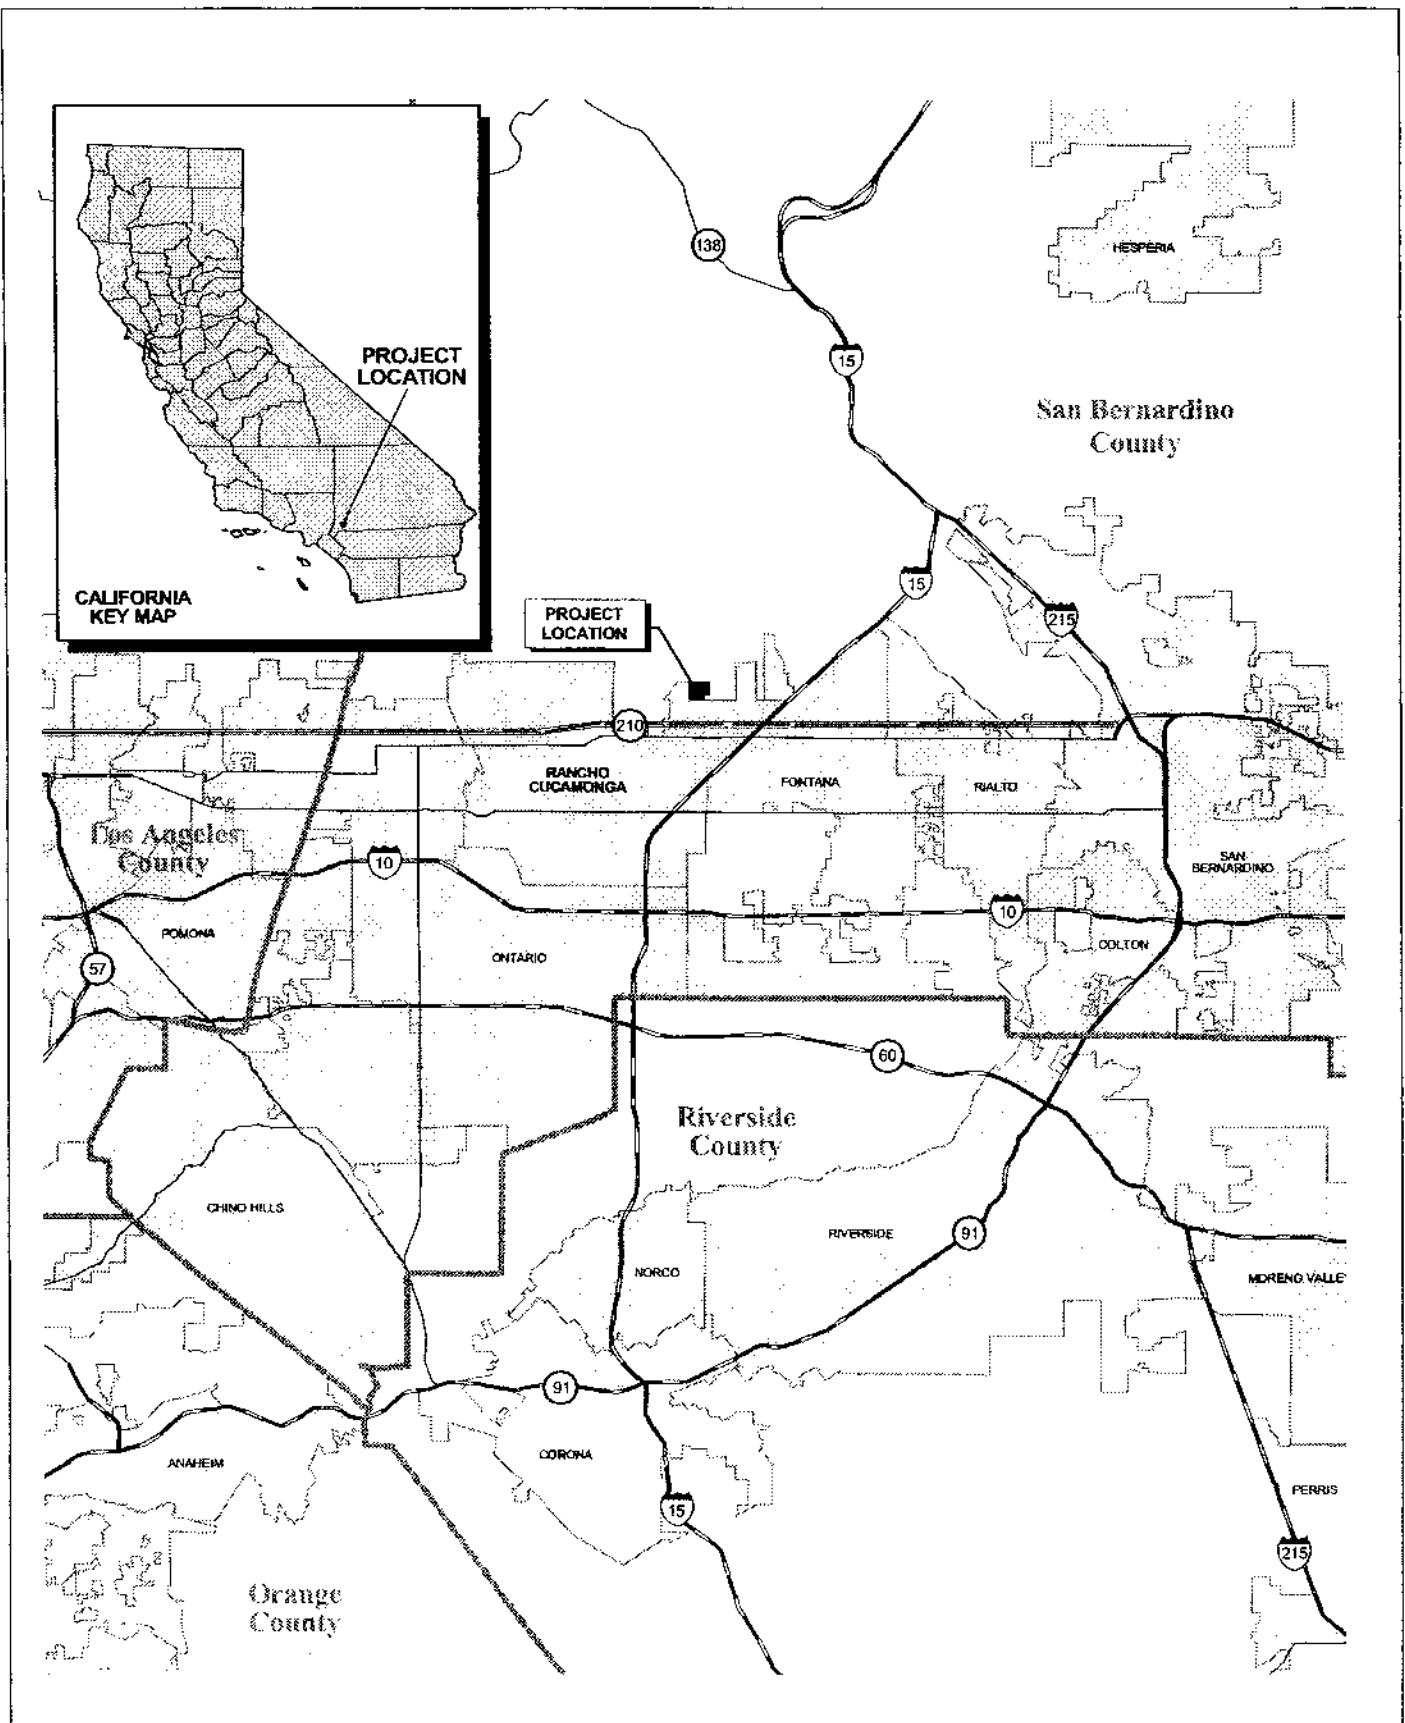 138
HESPERIA
PROJECT
LOCATION
15
San Bernardino
County
CALIFORNIA
KEY MAP
15
PROJECT
LOCATION
215
210
RANCHO
CUCAMONGA
FONTANA
RIALTO
Los Angeles
County
10
SAN
BERNARDINO
10
POMONA
COLTON
ONTARIO
57
60
Riverside
County
CHINO HILLS
RIVERSIDE
91
NORCO
MORENO VALLE
91
CORONA
ANAHEIM
PERRIS
15
215
Orange
County